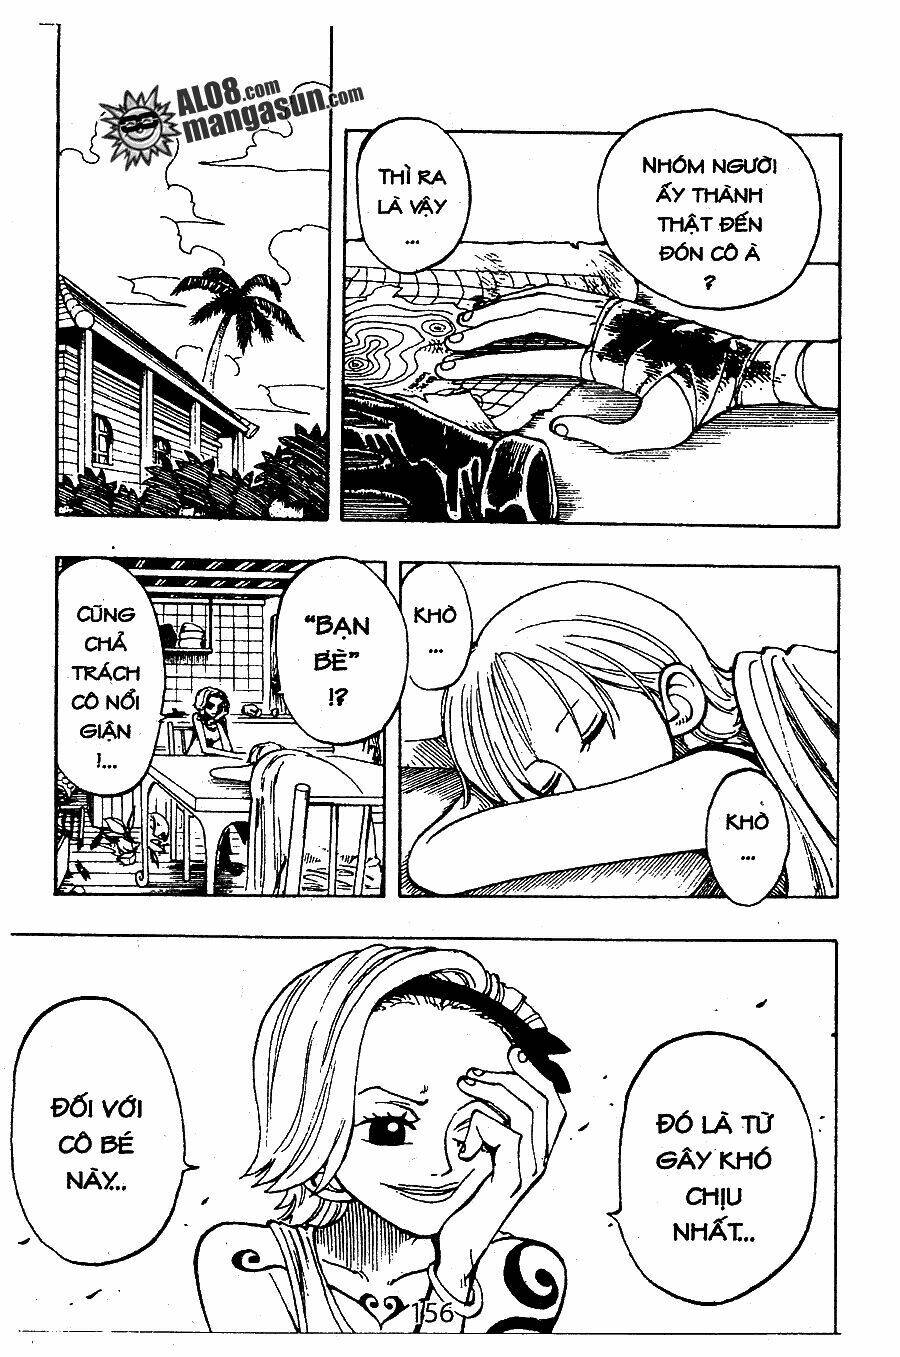 AL08.com
mangasun.com
NHÓM NGƯỜI
ẤY THÀNH
THẬT ĐẾN
ĐÓN CÔ À
?
THÌ RA
LÀ VẬY
...
KHÒ
...
KHÒ
...
"BẠN
BÈ"
!?
CŨNG
CHẢ
TRÁCH
CÔ NỔI
GIẬN
!...
ĐÓ LÀ TỪ
GÂY KHÓ
CHỊU
NHẤT...
ĐỐI VỚI
CÔ BÉ
NÀY...
156